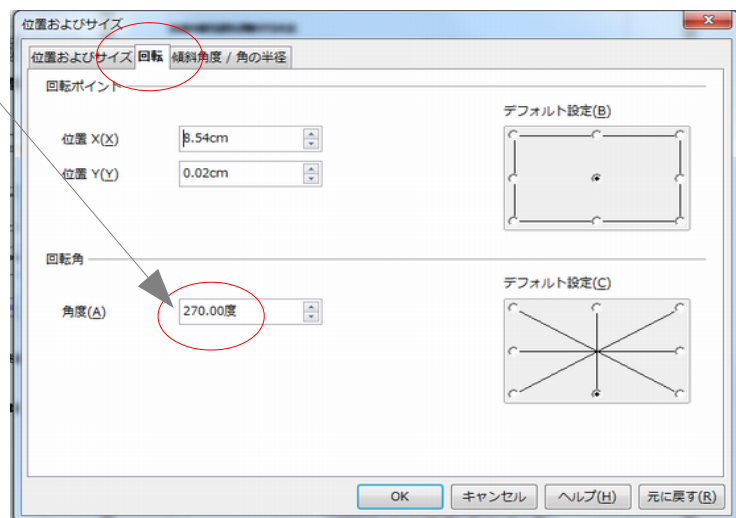 位置およびサイズ
位置およびサイズ 回転 傾斜角度 / 角の半径
回転ポイント
デフォルト設定(B)
位置 X(X) 8.54cm
位置 Y(Y) 0.02cm
回転角
デフォルト設定(C)
角度(A) 270.00度
OK キャンセル ヘルプ(H) 元に戻す(R)